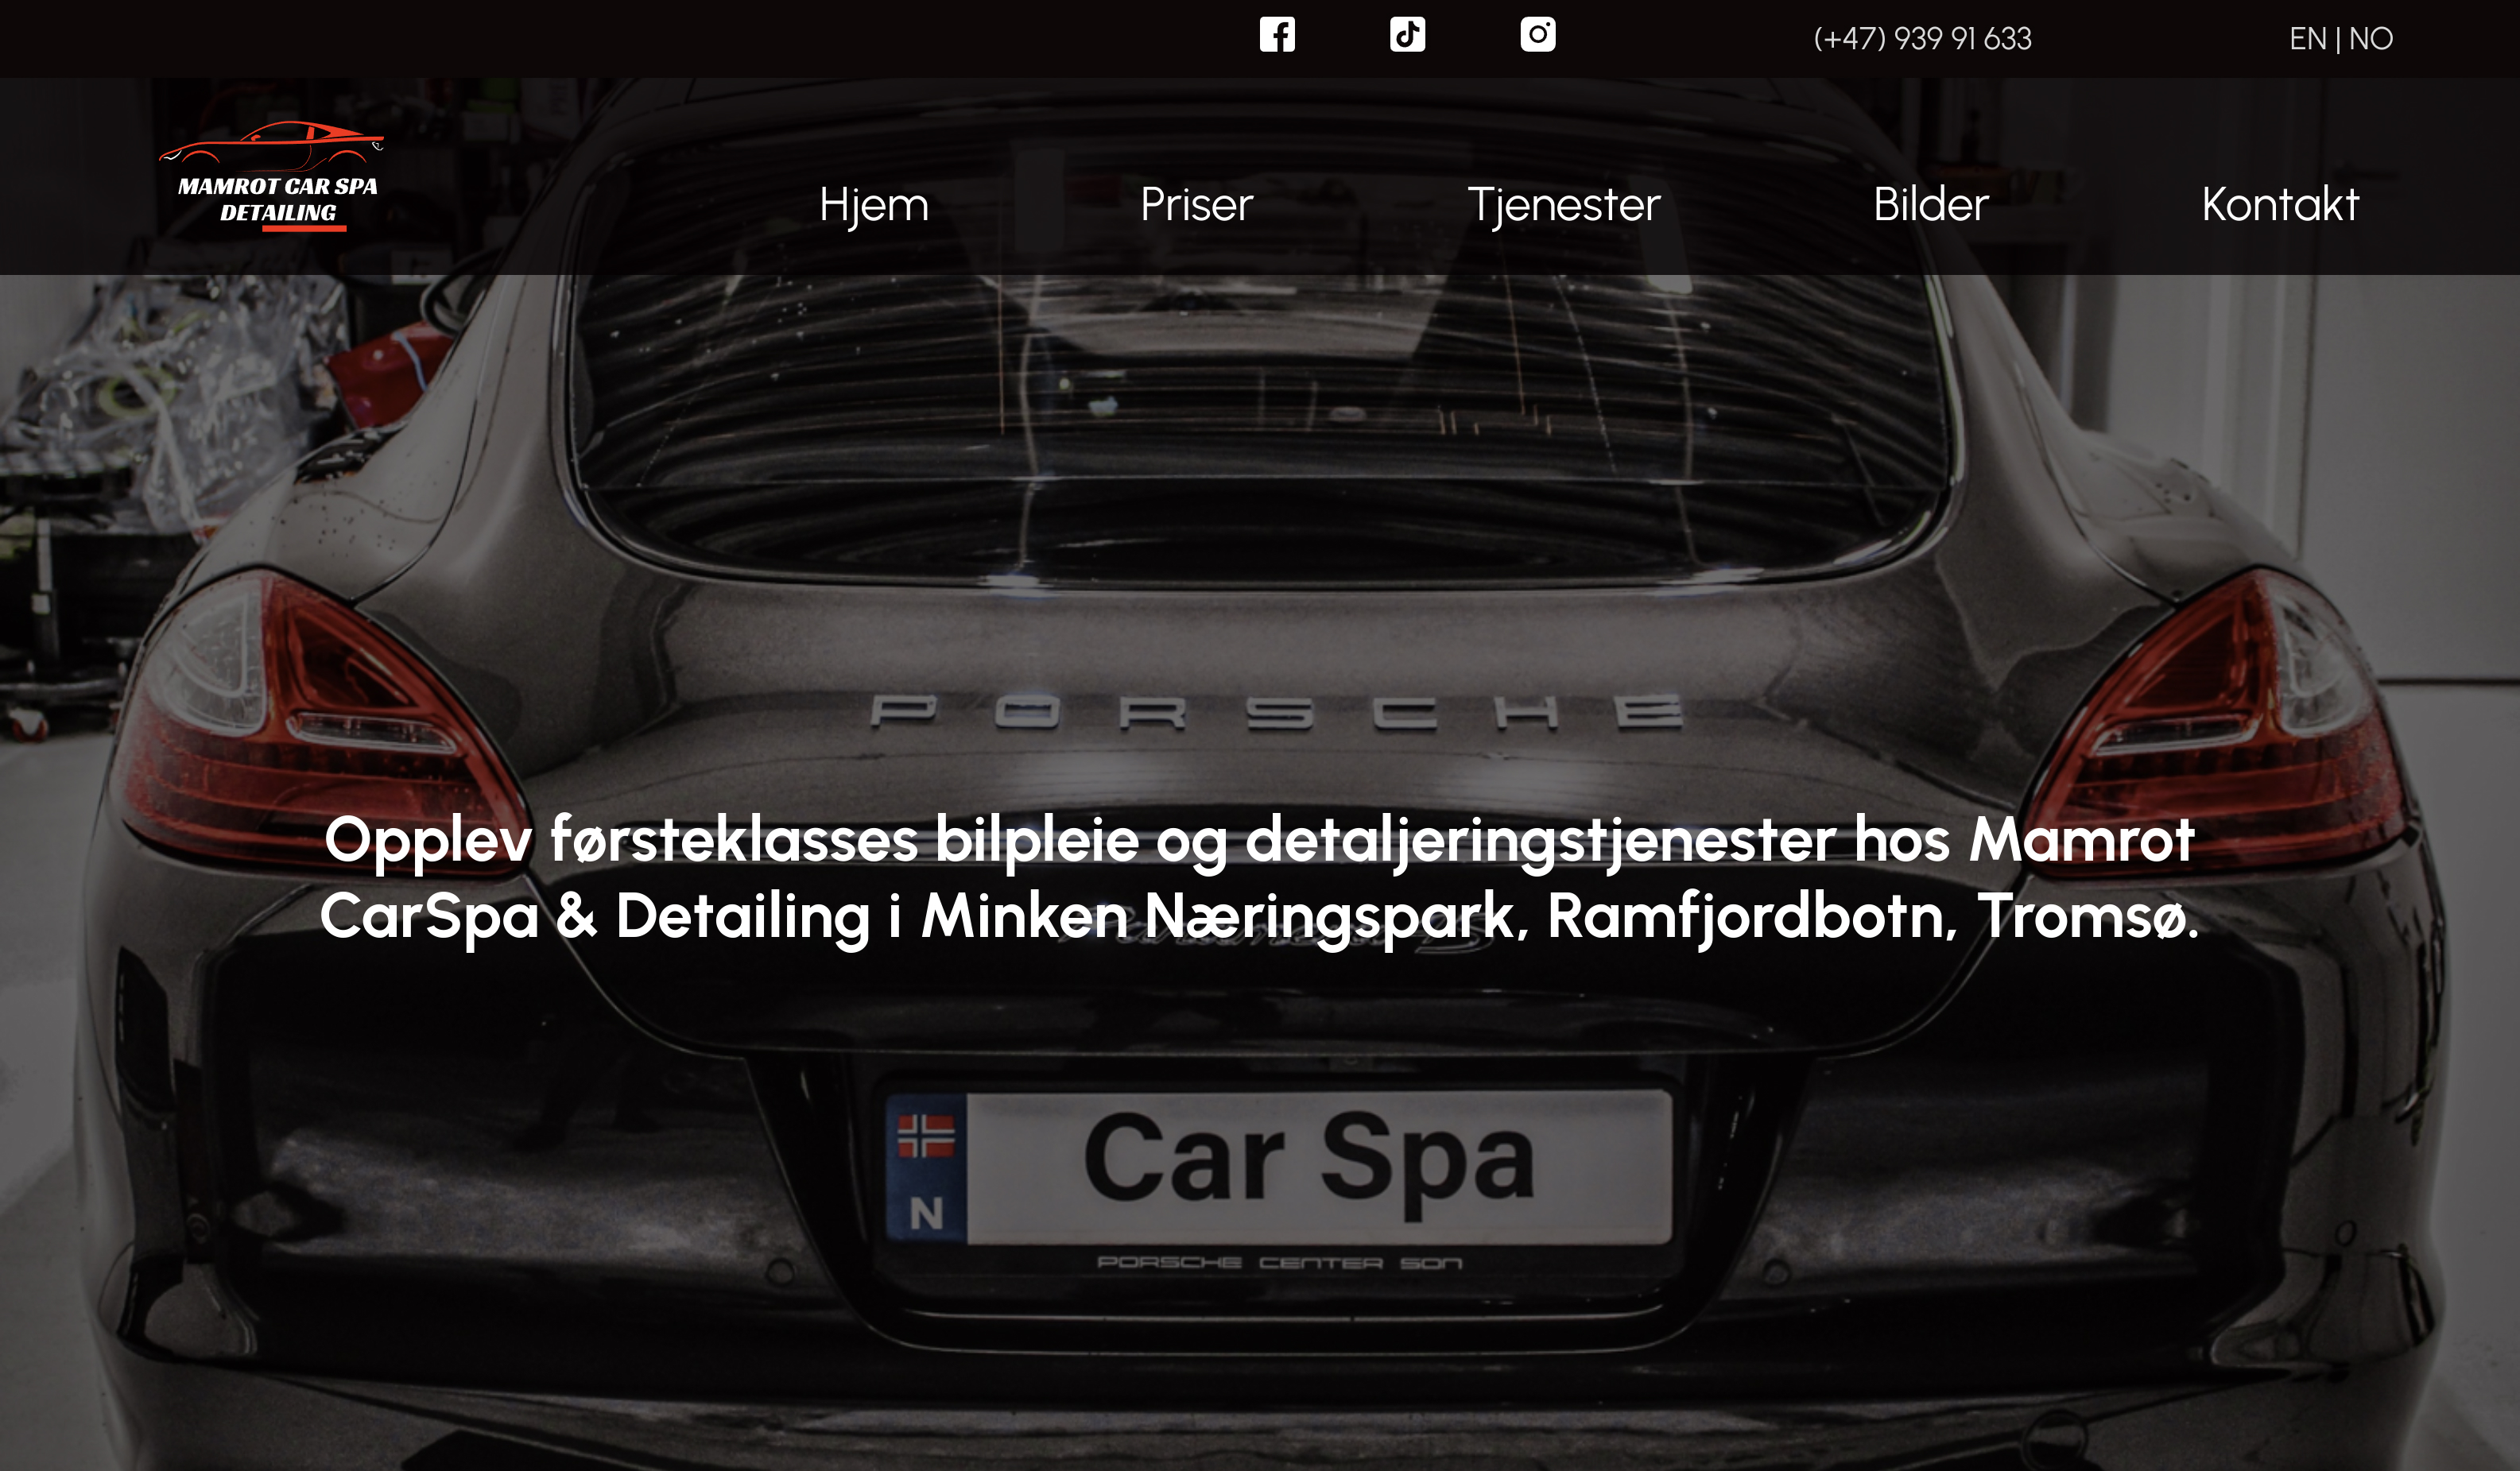 (+47) 939 91 633
EN | NO
MAMROT CAR SPA
DETAILING
Hjem
Priser
Tjenester
Bilder
Kontakt
PORSCHE
Opplev førsteklasses bilpleie og detaljeringstjenester hos Mamrot
CarSpa & Detailing i Minken Næringspark, Ramfjordbotn, Tromsø.
Car Spa
N
PORSCHE CENTER SON